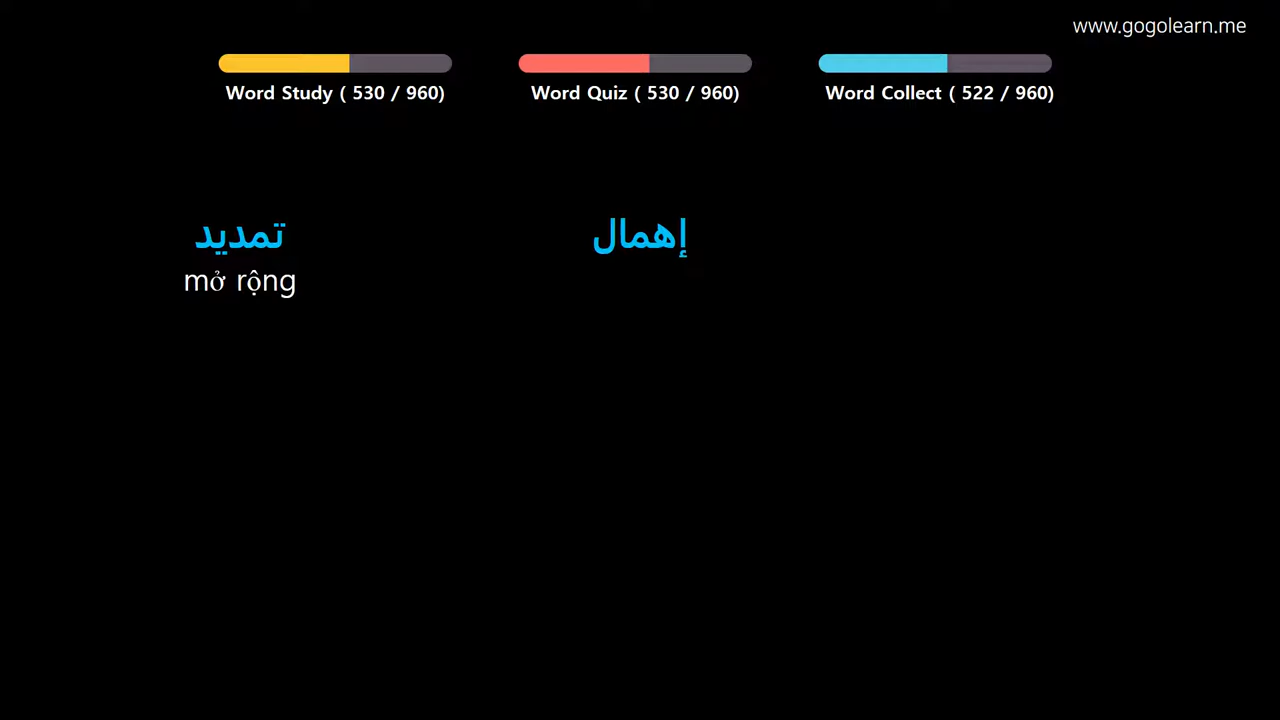 www.gogolearn.me
Word Study ( 530 / 960)
Word Quiz ( 530 / 960)
Word Collect ( 522 / 960)
تمديد
mở rộng
إهمال